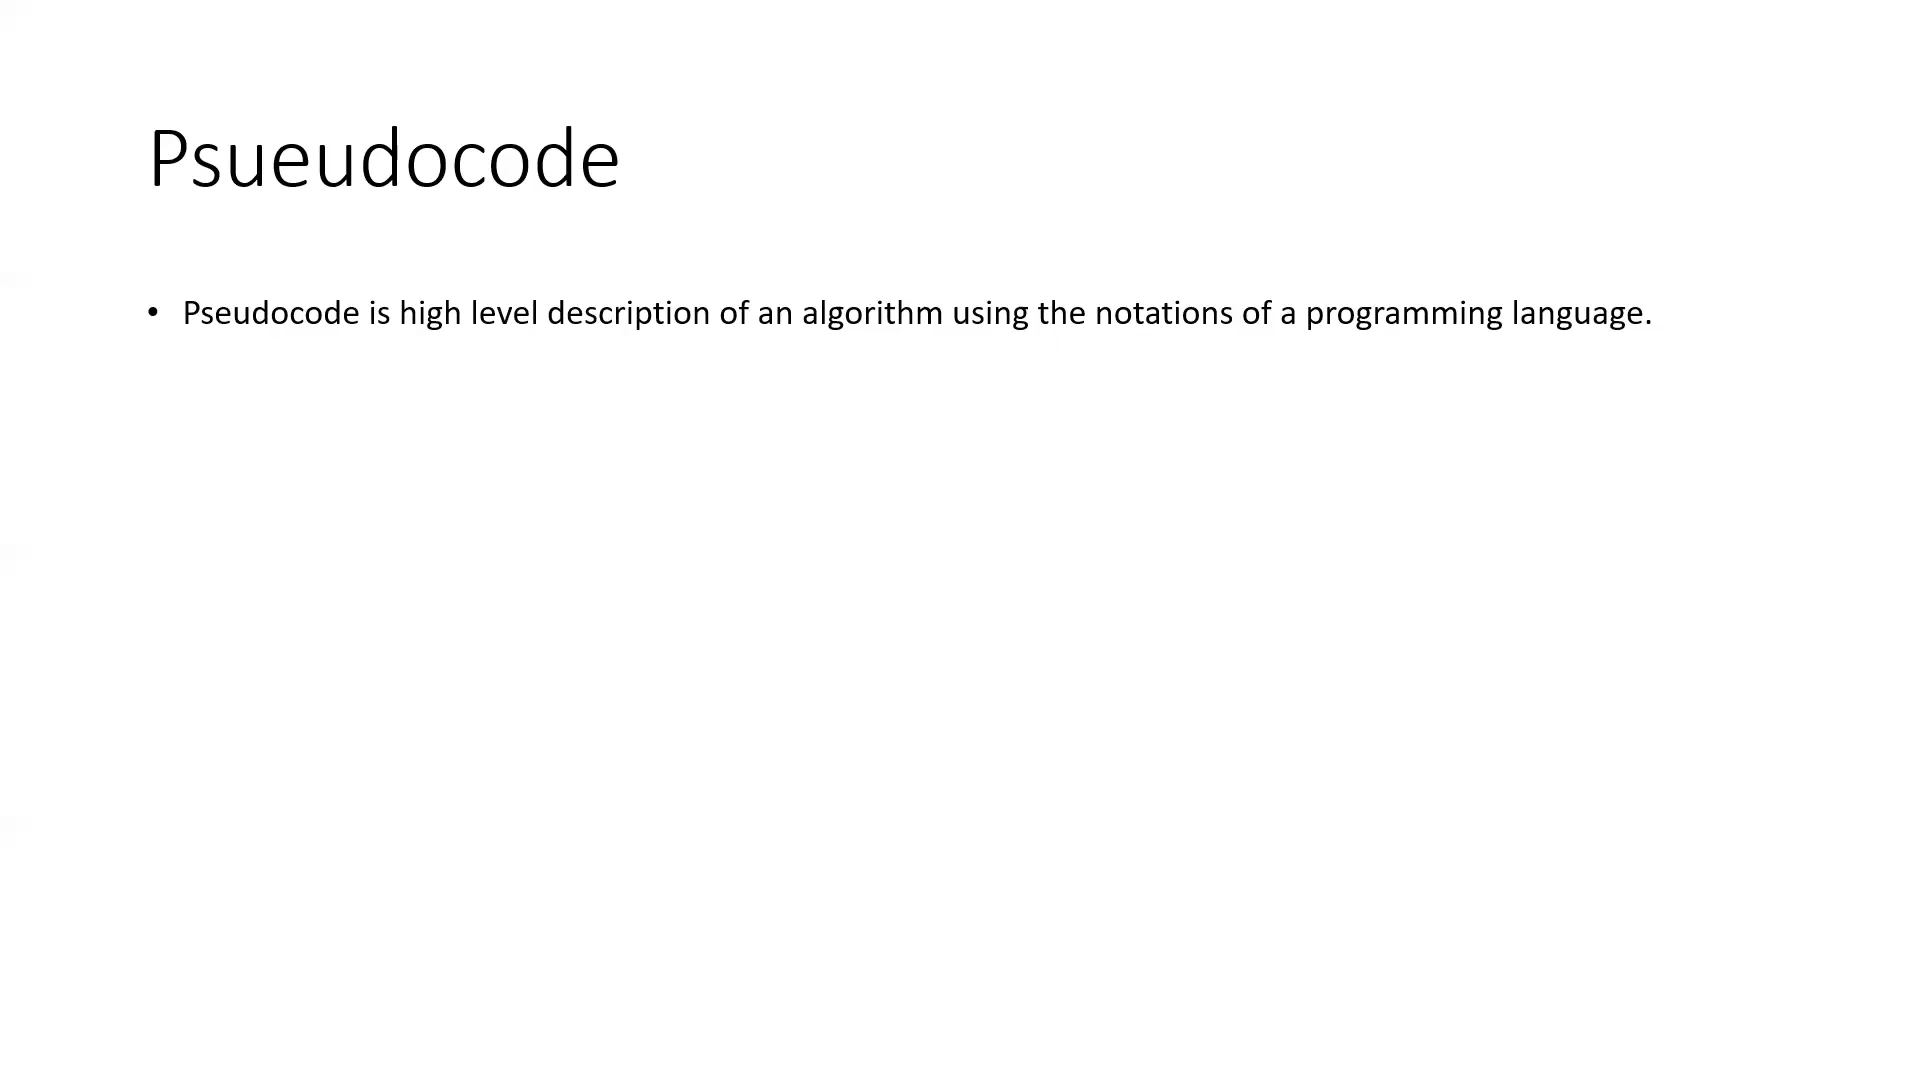 Psueudocode
• Pseudocode is high level description of an algorithm using the notations of a programming language.